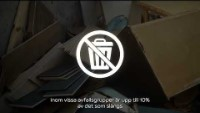 Inom vissa avfallsgrupper är upp till 10%
av det som slängs